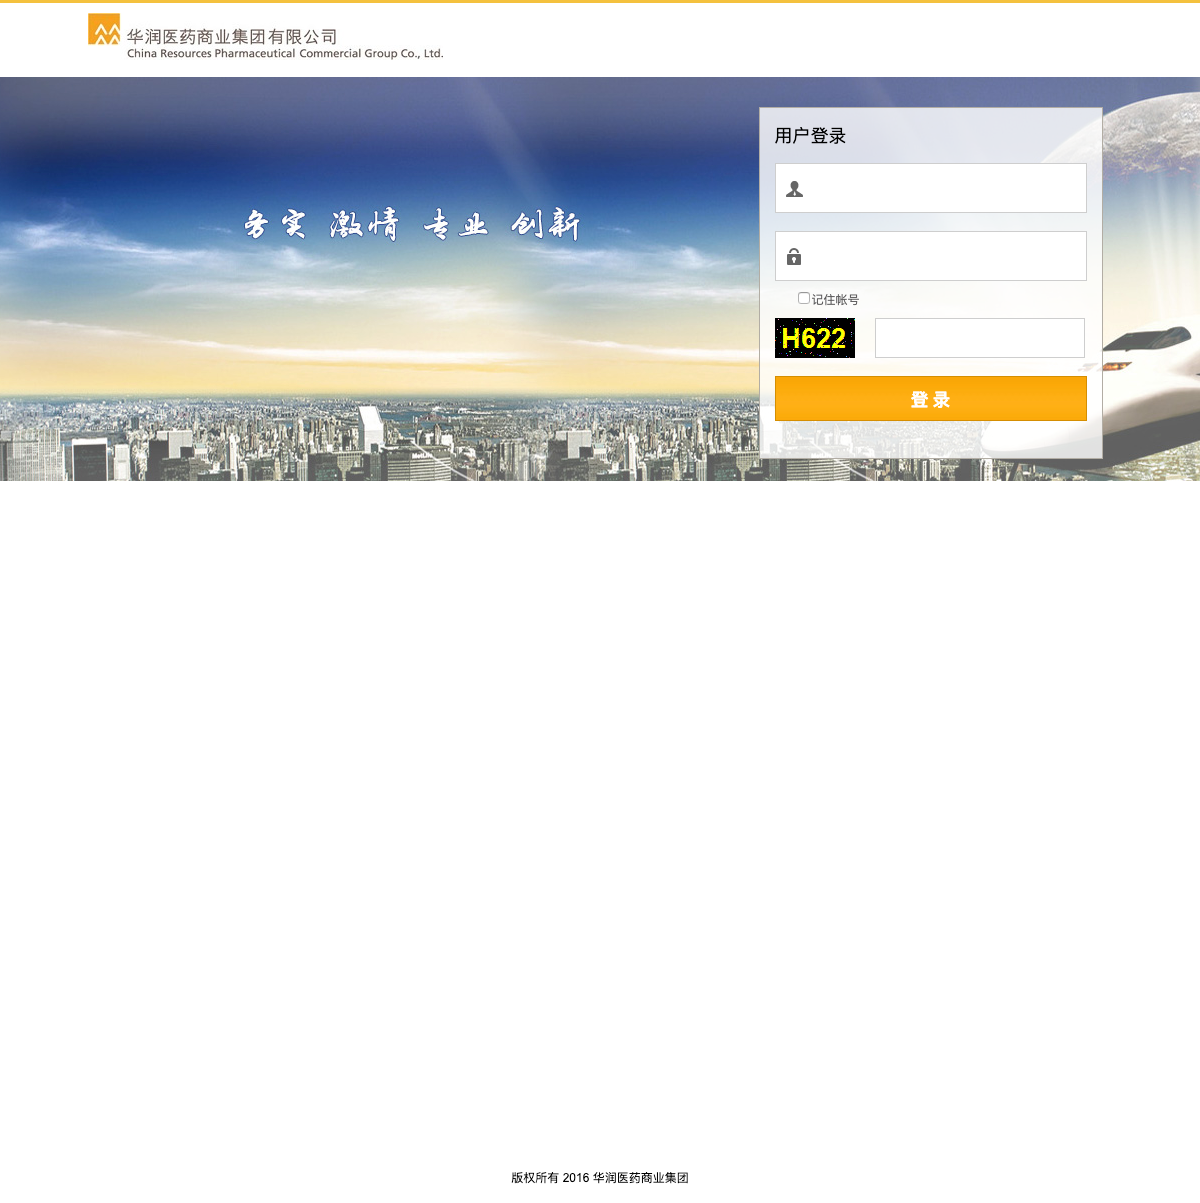 华润医药商业集团有限公司
China Resources Pharmaceutical Commercial Group Co., Ltd.
用户登录
务实 激情 专业 创新
记住帐号
H622
登 录
版权所有 2016 华润医药商业集团